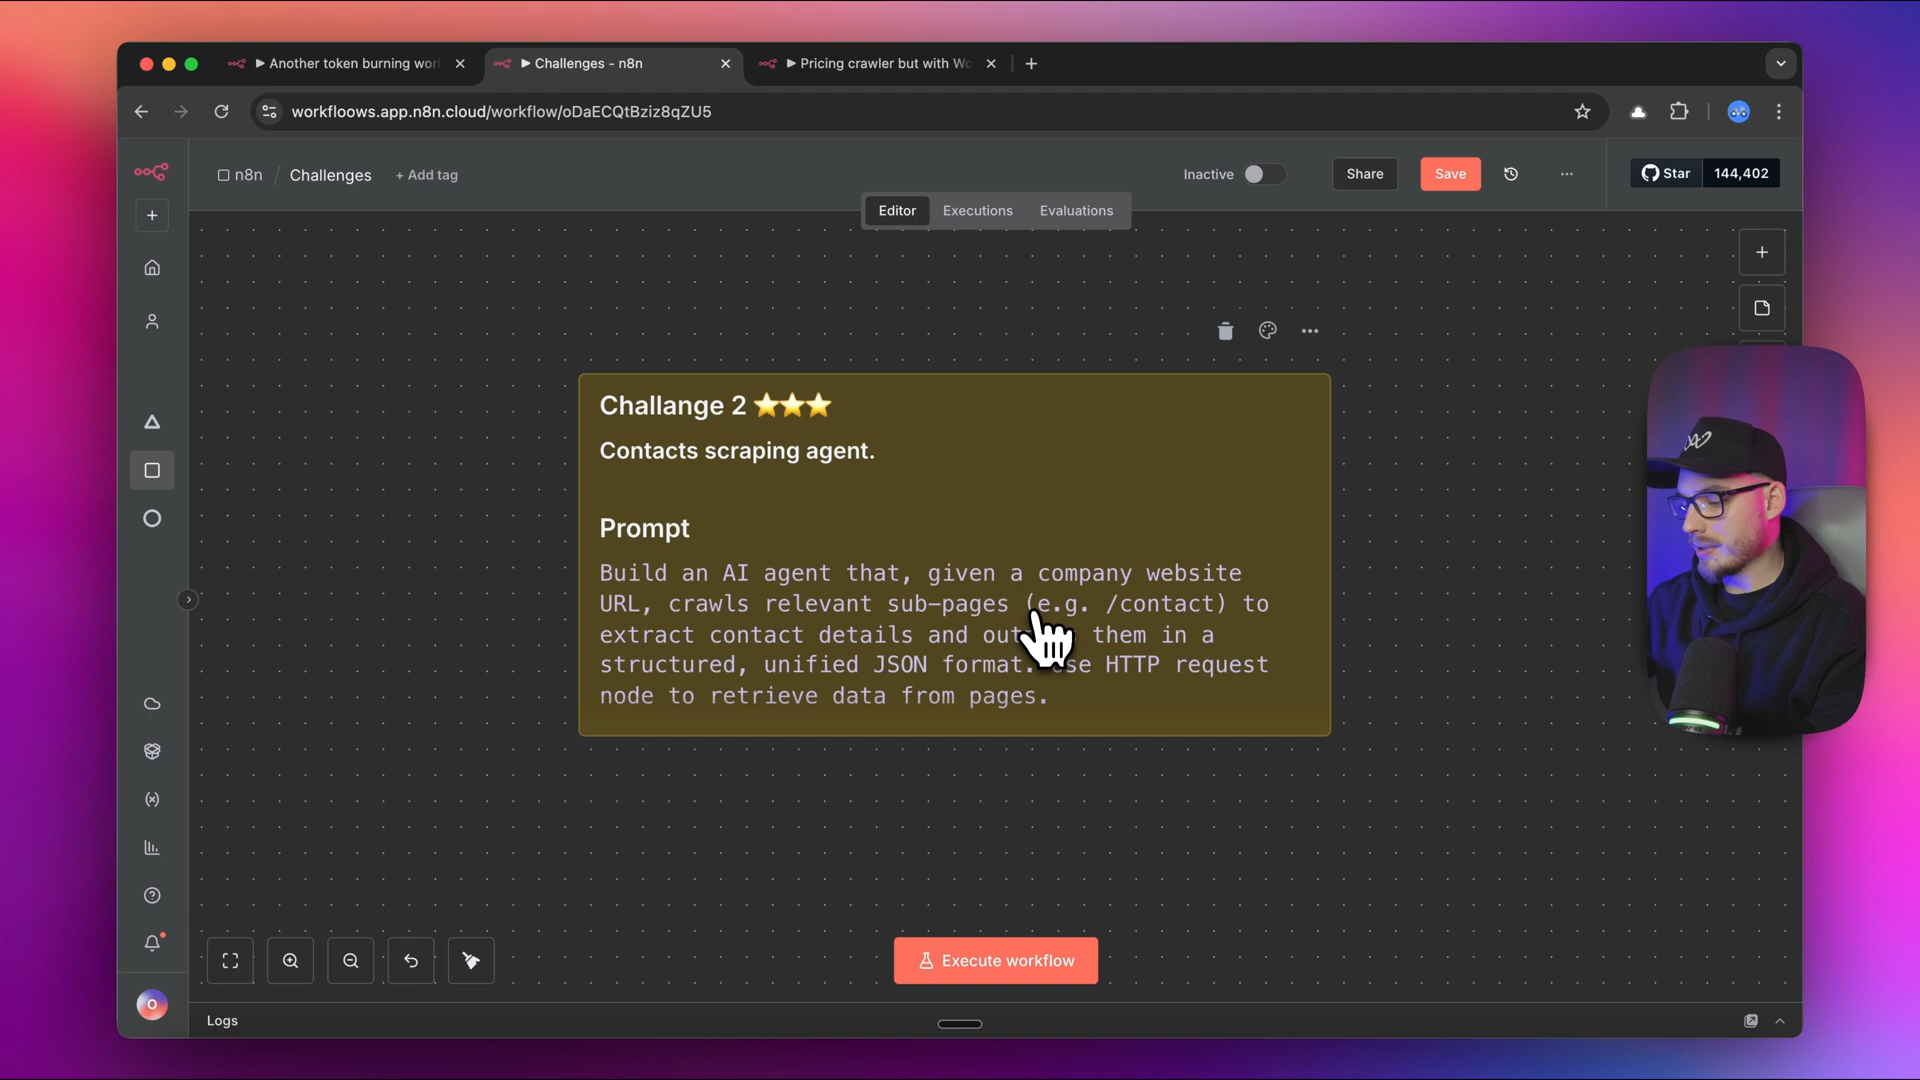 Another token burning wor
Challenges - n8n
Pricing crawler but with Wo
workfloows.app.n8n.cloud/workflow/oDaECQtBziz8qZU5
n8n / Challenges + Add tag
Inactive
Share
Save
Star 144,402
Editor Executions Evaluations
Challange 2 ⭐⭐⭐
Contacts scraping agent.
Prompt
Build an AI agent that, given a company website
URL, crawls relevant sub-pages (e.g. /contact) to
extract contact details and out them in a
structured, unified JSON format. se HTTP request
node to retrieve data from pages.
Execute workflow
O
Logs